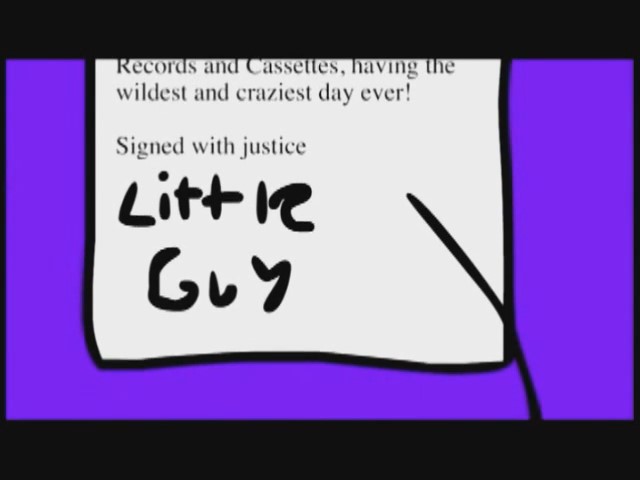 Records and Cassettes, having the
wildest and craziest day ever!
Signed with justice
Little
Guy